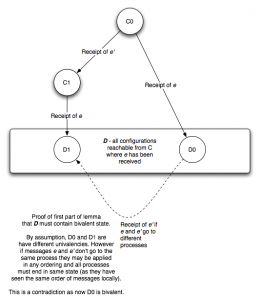 C0
Receipt of e'
C1
Receipt of e
Receipt of e
D - all configurations
reachable from C
where e has been
received
D1
D0
Proof of first part of lemma
that D must contain bivalent state.
Receipt of e' if
e and e' go to
different
processes
By assumption, D0 and D1 are
have different univalencies. However
if messages e and e' don't go to the
same process they may be applied
in any ordering and all processes
must end in same state (as they have
seen the same order of messages locally).
This is a contradiction as now D0 is bivalent.